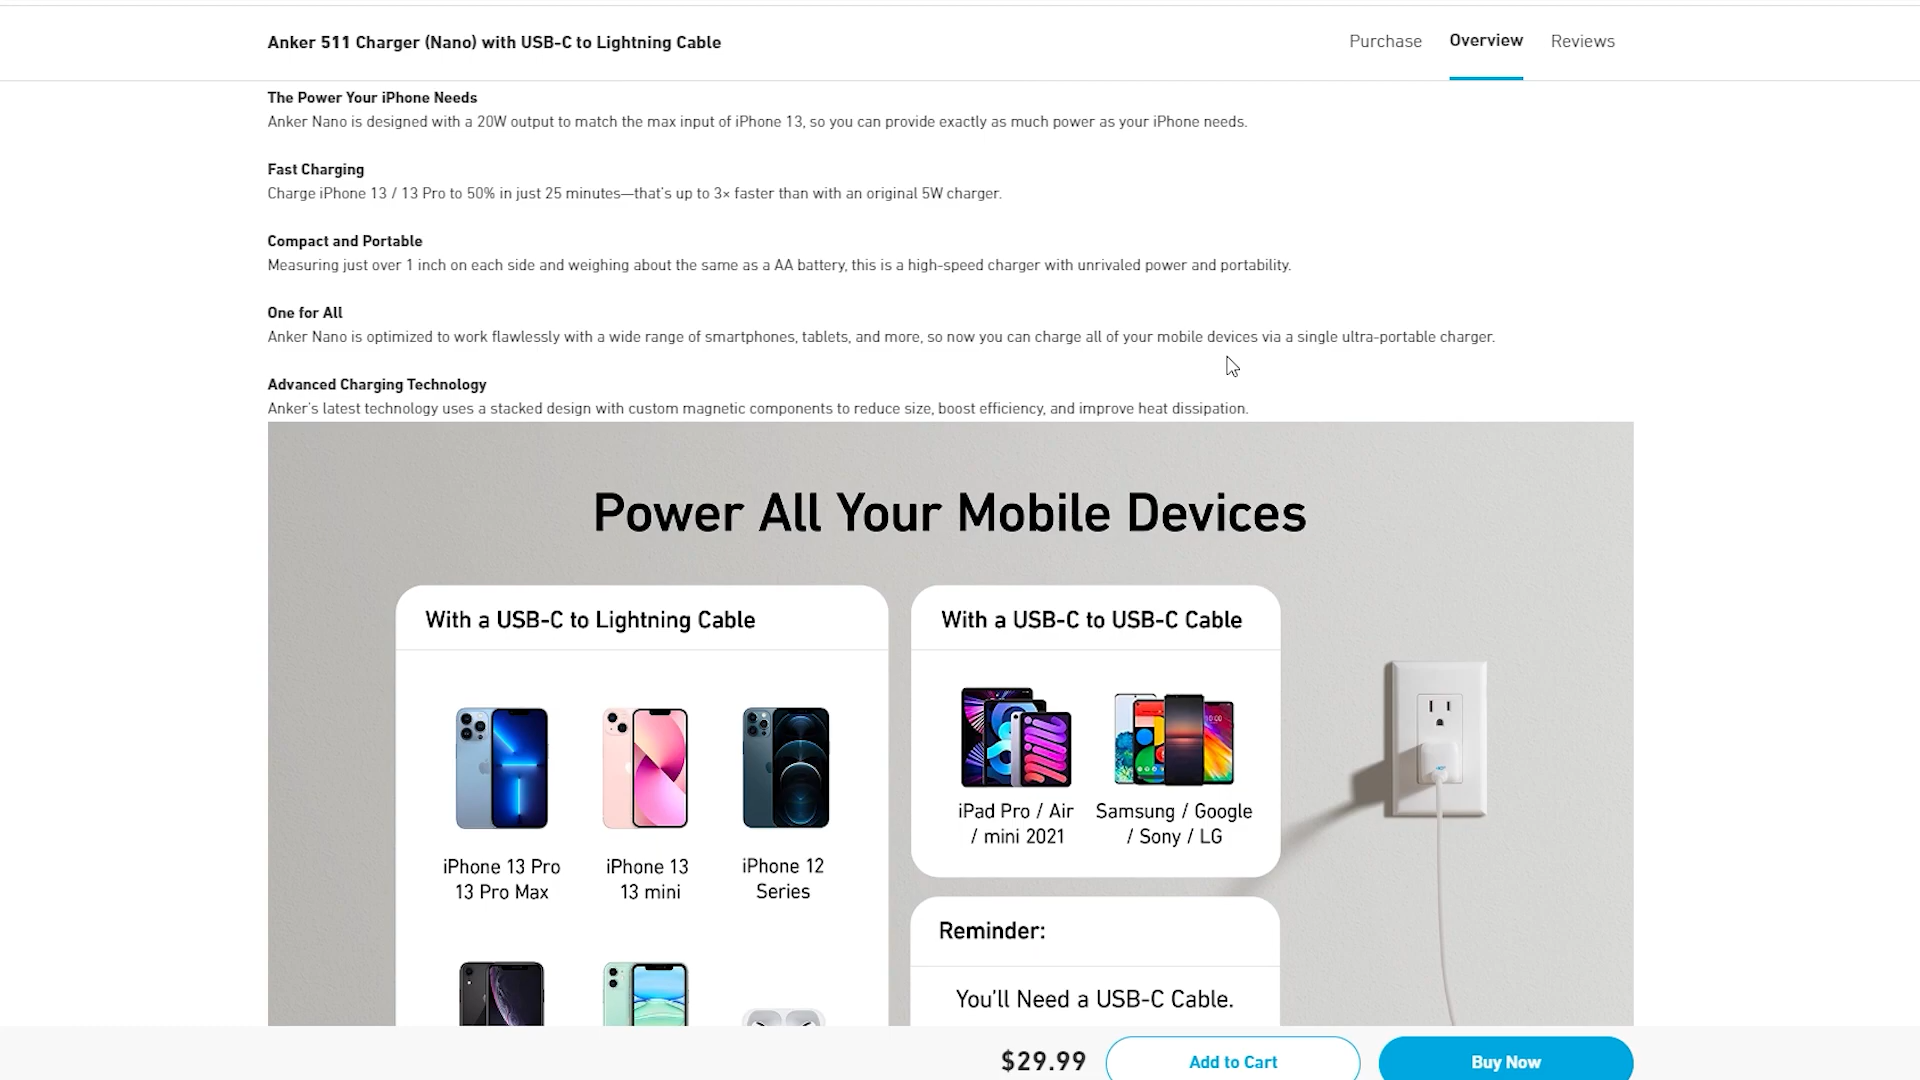 Anker 511 Charger (Nano) with USB-C to Lightning Cable
Purchase
Overview
Reviews
The Power Your iPhone Needs
Anker Nano is designed with a 20W output to match the max input of iPhone 13, so you can provide exactly as much power as your iPhone needs.
Fast Charging
Charge iPhone 13 / 13 Pro to 50% in just 25 minutes—that's up to 3× faster than with an original 5W charger.
Compact and Portable
Measuring just over 1 inch on each side and weighing about the same as a AA battery, this is a high-speed charger with unrivaled power and portability.
One for All
Anker Nano is optimized to work flawlessly with a wide range of smartphones, tablets, and more, so now you can charge all of your mobile devices via a single ultra-portable charger.
Advanced Charging Technology
Anker's latest technology uses a stacked design with custom magnetic components to reduce size, boost efficiency, and improve heat dissipation.
Power All Your Mobile Devices
With a USB-C to Lightning Cable
iPhone 13 Pro
13 Pro Max
iPhone 13
13 mini
iPhone 12
Series
With a USB-C to USB-C Cable
iPad Pro / Air
/ mini 2021
Samsung / Google
/ Sony / LG
Reminder:
You'll Need a USB-C Cable.
$29.99
Add to Cart
Buy Now